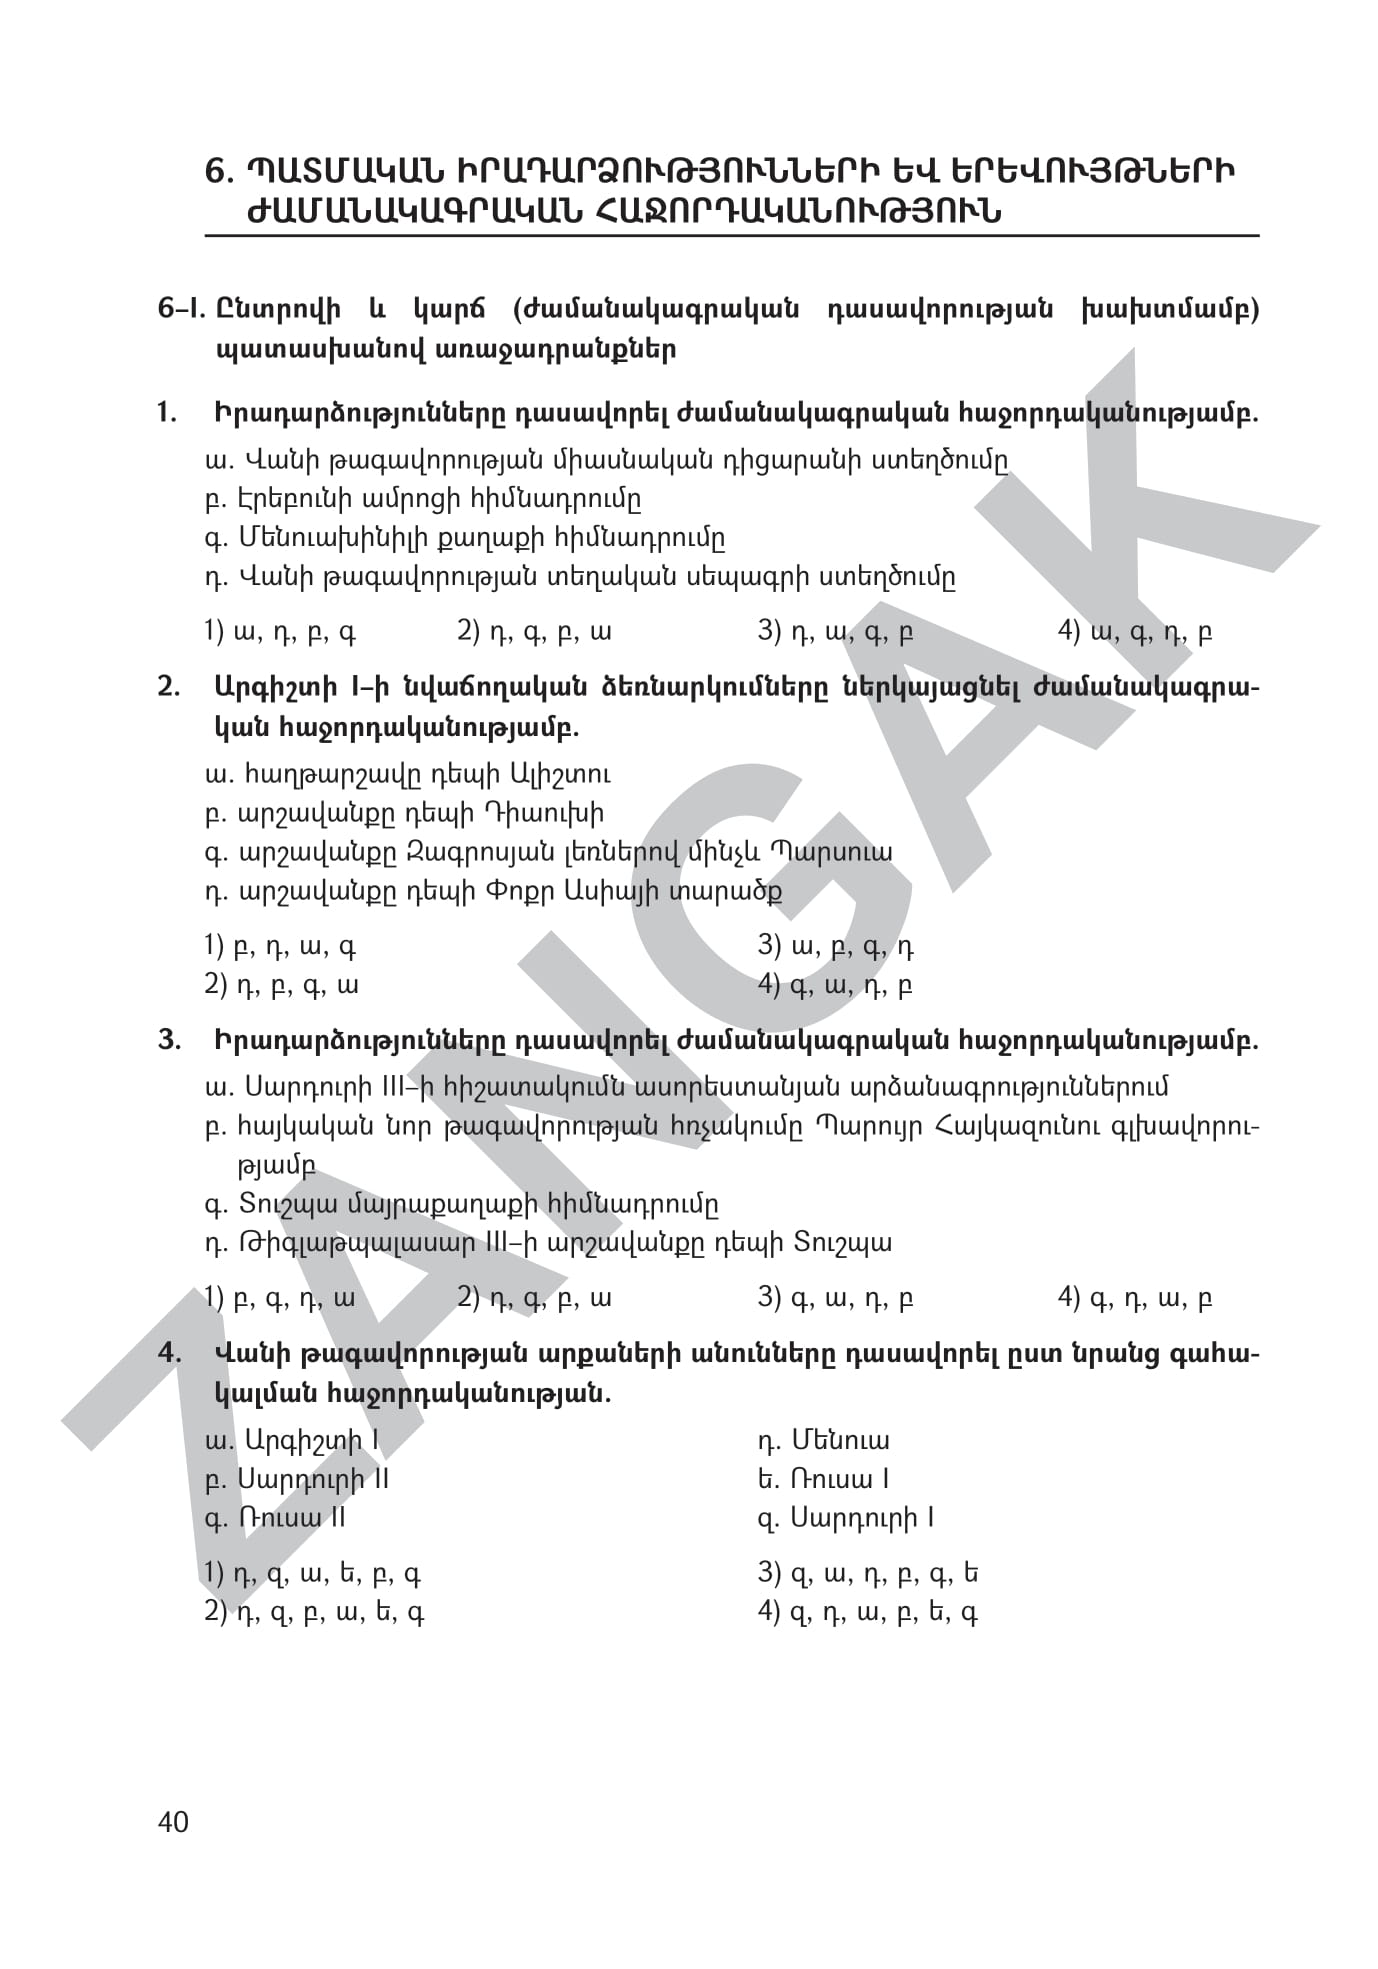 6. ՊԱՏՄԱԿԱՆ ԻՐԱԴԱՐՁՈՒԹՅՈՒՆՆԵՐԻ ԵՎ ԵՐԵՎՈՒՅԹՆԵՐԻ
ԺԱՄԱՆԱԿԱԳՐԱԿԱՆ ՀԱՋՈՐԴԱԿԱՆՈՒԹՅՈՒՆ
6–I. Ընտրովի և կարճ (ժամանակագրական դասավորության խախտմամբ)
պատասխանով առաջադրանքներ
1. Իրադարձությունները դասավորել ժամանակագրական հաջորդականությամբ.
ա. Վանի թագավորության միասնական դիցարանի ստեղծումը
բ. Էրեբունի ամրոցի հիմնադրումը
գ. Մենուախինիլի քաղաքի հիմնադրումը
դ. Վանի թագավորության տեղական սեպագրի ստեղծումը
1) ա, դ, բ, գ 2) դ, գ, բ, ա 3) դ, ա, գ, բ 4) ա, գ, դ, բ
2. Արգիշտի I–ի նվաճողական ձեռնարկումները ներկայացնել ժամանակագրա-
կան հաջորդականությամբ.
ա. հաղթարշավը դեպի Ալիշտու
բ. արշավանքը դեպի Դիաուխի
գ. արշավանքը Զագրոսյան լեռներով մինչև Պարսուա
դ. արշավանքը դեպի Փոքր Ասիայի տարածք
1) բ, դ, ա, գ 3) ա, բ, գ, դ
2) դ, բ, գ, ա 4) գ, ա, դ, բ
3. Իրադարձությունները դասավորել ժամանակագրական հաջորդականությամբ.
ա. Սարդուրի III–ի հիշատակումն ասորեստանյան արձանագրություններում
բ. հայկական նոր թագավորության հռչակումը Պարույր Հայկազունու գլխավորու-
թյամբ
գ. Տուշպա մայրաքաղաքի հիմնադրումը
դ. Թիգլաթպալասար III–ի արշավանքը դեպի Տուշպա
1) բ, գ, դ, ա 2) դ, գ, բ, ա 3) գ, ա, դ, բ 4) գ, դ, ա, բ
4. Վանի թագավորության արքաների անունները դասավորել ըստ նրանց գահա-
կալման հաջորդականության.
ա. Արգիշտի I դ. Մենուա
բ. Սարդուրի II ե. Ռուսա I
գ. Ռուսա II զ. Սարդուրի I
1) դ, զ, ա, ե, բ, գ 3) զ, ա, դ, բ, գ, ե
2) դ, զ, բ, ա, ե, գ 4) զ, դ, ա, բ, ե, գ
40
ZANGAK